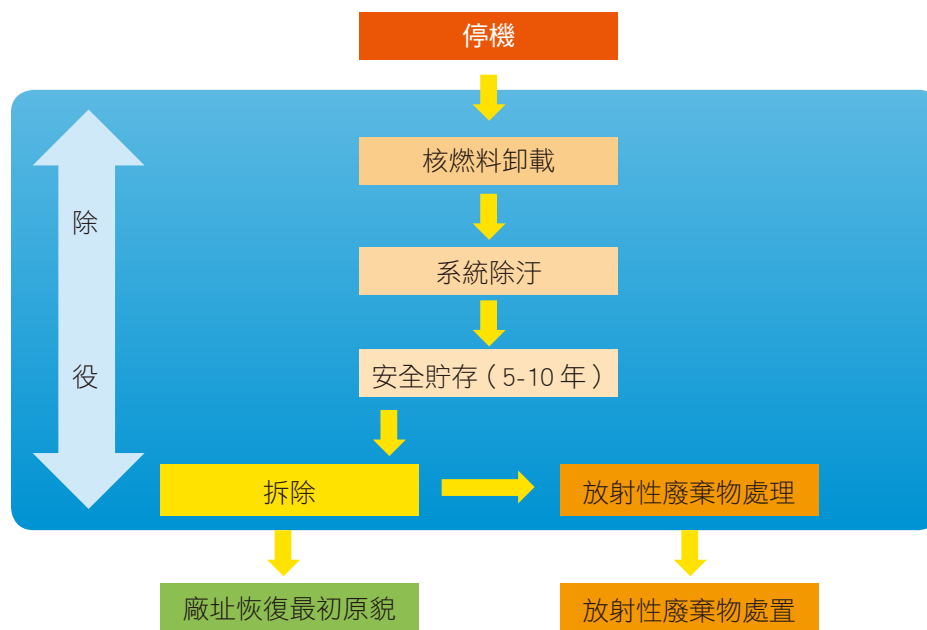 停機
核燃料卸載
除
系統除汙
役
安全貯存（5-10 年）
拆除
放射性廢棄物處理
廠址恢復最初原貌
放射性廢棄物處置